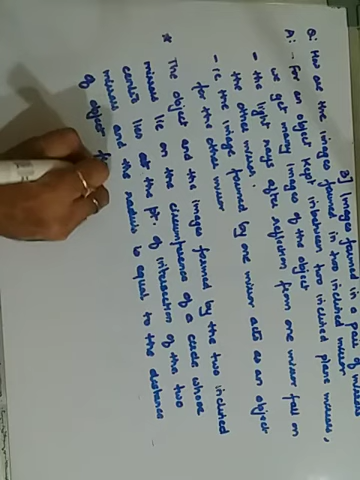 3] Images formed in a pair of mirrors
Q: How are the images formed in two inclined mirror
A: - For an object kept inbetween two inclined plane mirrors,
we get many images of the object
- the light rays after reflection from one mirror fall on
the other mirror.
- ie the image formed by one mirror acts as an object
for the other mirror
* The object and the images formed by the two inclined
mirrors lie on the circumference of a circle whose
centre lies at the pt. of intersection of the two
mirrors and the radius is equal to the distance
of object